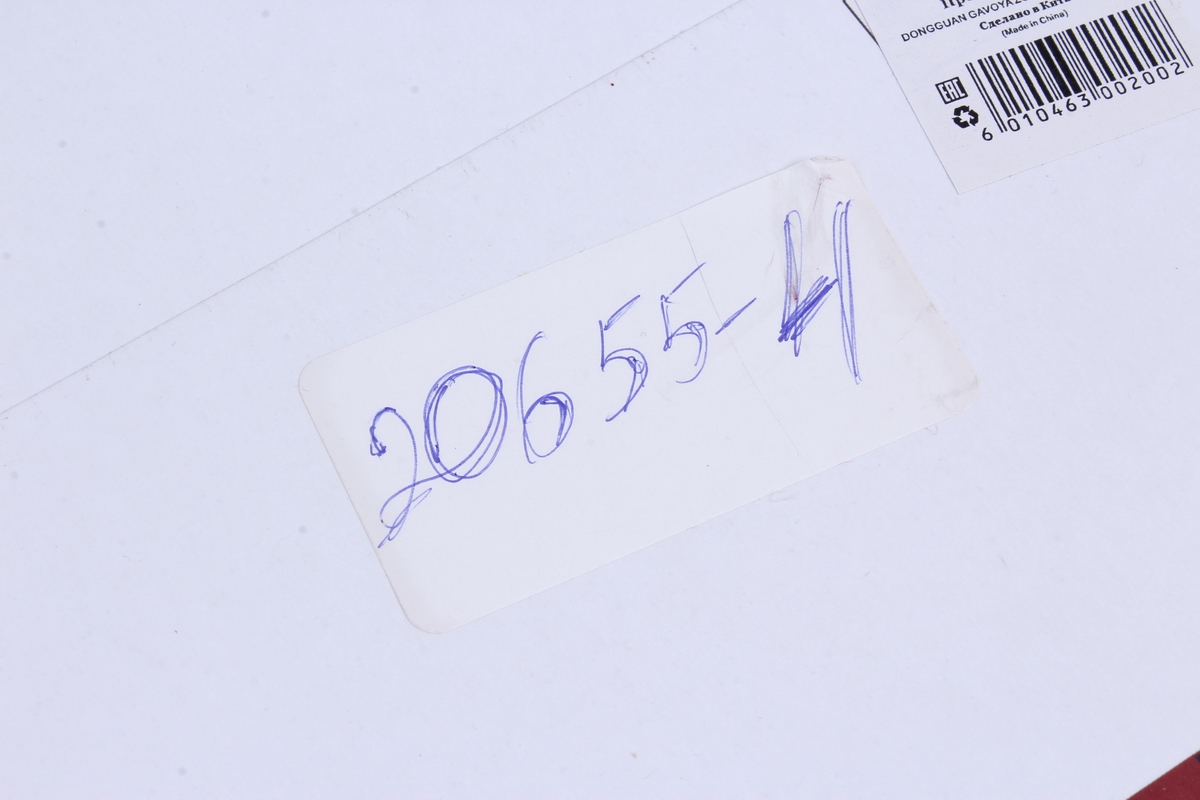 DONGGUAN GAVOYA
Сделано в Кит
(Made in China)
EAC
6 010463 002002
20655-4